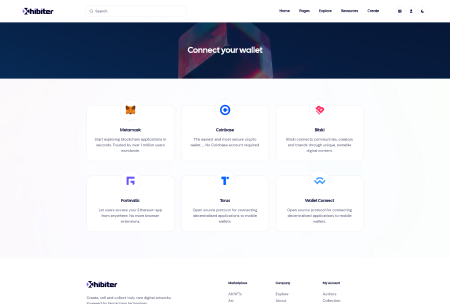 Xhibiter
Search
Home
Pages
Explore
Resources
Create
Connect your wallet
Metamask
Start exploring blockchain applications in
seconds. Trusted by over 1 million users
worldwide.
Coinbase
The easiest and most secure crypto
wallet. ... No Coinbase account required
Bitski
Bitski connects communities, creators
and brands through unique, ownable
digital content.
Fortmatic
Let users access your Ethereum app
from anywhere. No more browser
extensions.
Torus
Open source protocol for connecting
decentralised applications to mobile
wallets.
Wallet Connect
Open source protocol for connecting
decentralised applications to mobile
wallets.
Xhibiter
Create, sell and collect truly rare digital artworks.
Powered by blockchain technology.
Marketplace
All NFTs
Art
Company
Explore
About
My Account
Authors
Collection